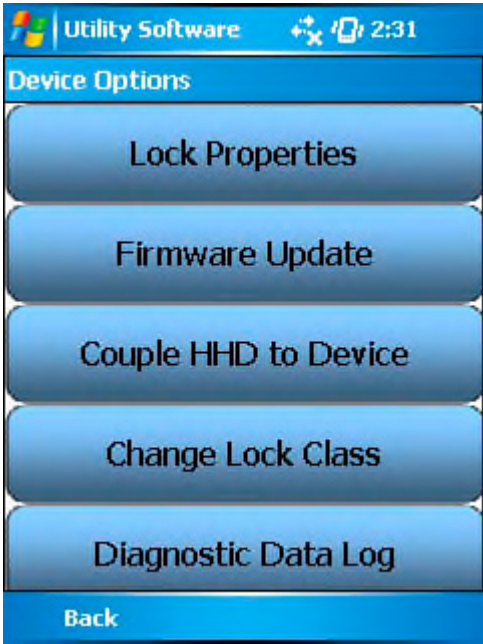 Utility Software 2:31
Device Options
Lock Properties
Firmware Update
Couple HHD to Device
Change Lock Class
Diagnostic Data Log
Back